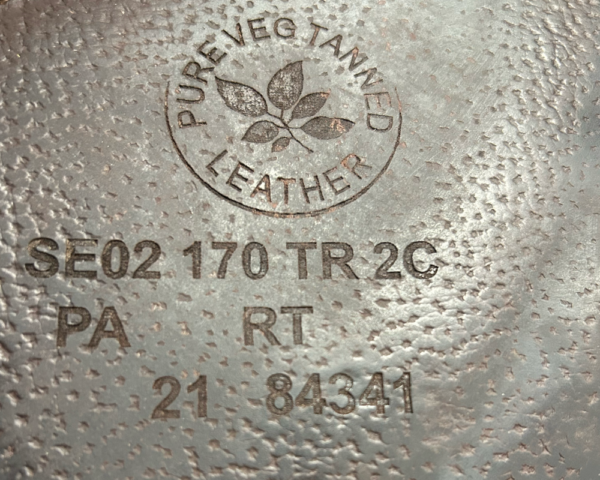 PURE VEG TANNED
LEATHER
SE02 170 TR 2C
PA RT
21 84341